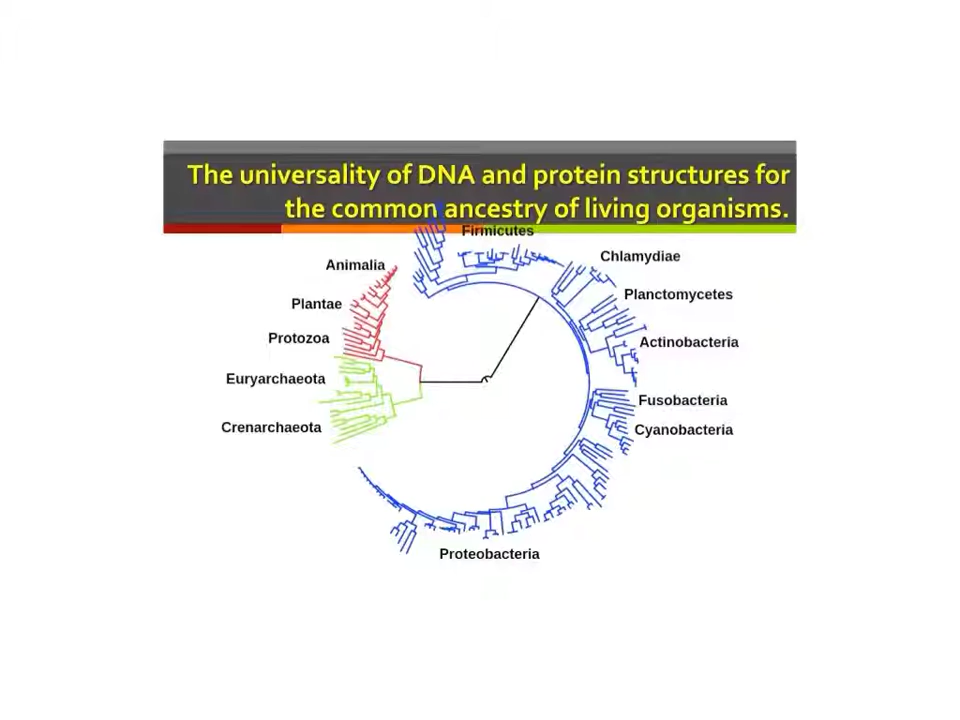 The universality of DNA and protein structures for
the common ancestry of living organisms.
Firmicutes
Chlamydiae
Animalia
Planctomycetes
Plantae
Protozoa
Actinobacteria
Euryarchaeota
Fusobacteria
Crenarchaeota
Cyanobacteria
Proteobacteria